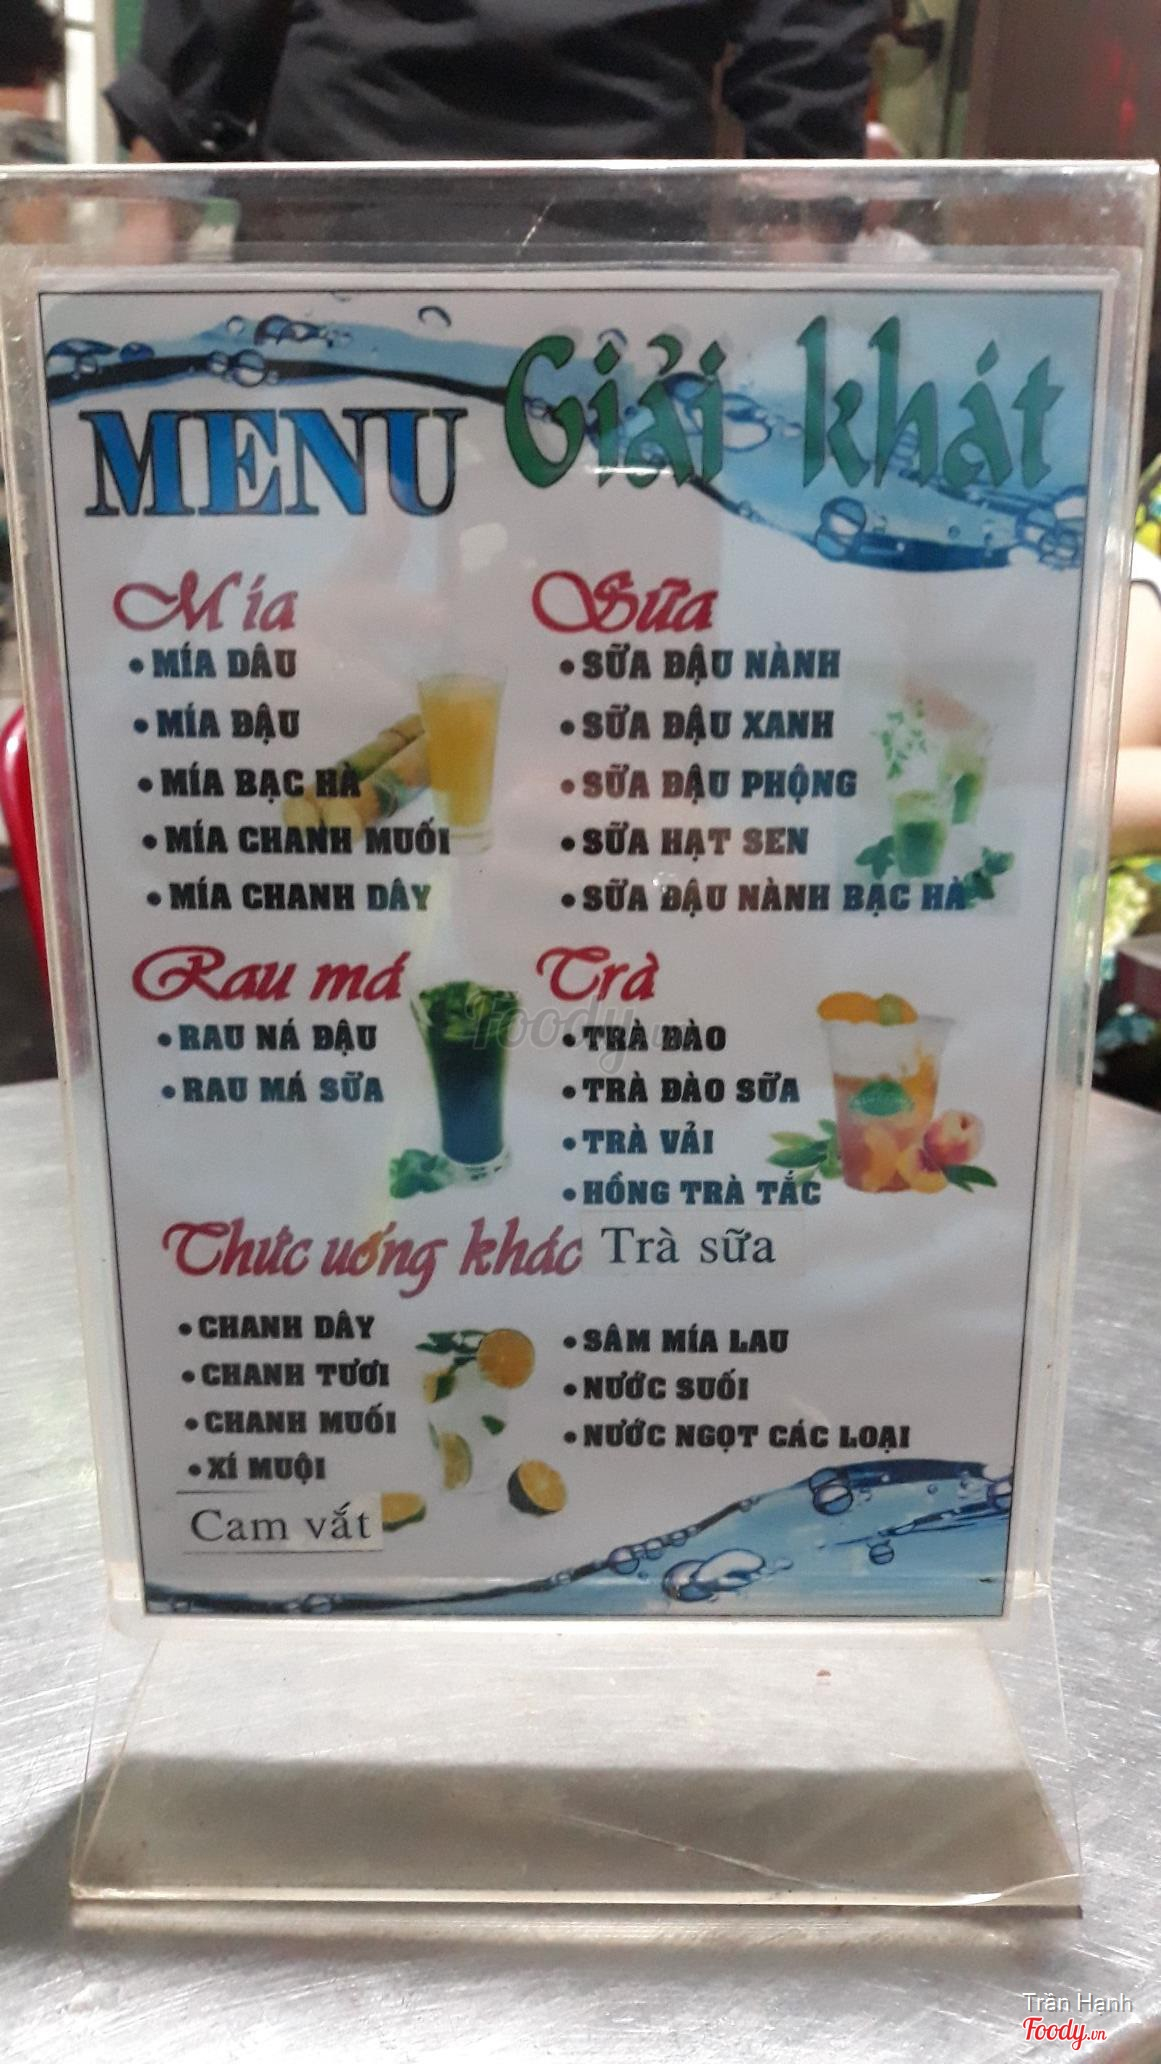 MENU Giải khát
Mía
• MÍA DÂU
• MÍA ĐẬU
• MÍA BẠC HÀ
• MÍA CHANH MUỐI
• MÍA CHANH DÂY
Sữa
• SỮA ĐẬU NÀNH
• SỮA ĐẬU XANH
• SỮA ĐẬU PHỘNG
• SỮA HẠT SEN
• SỮA ĐẬU NÀNH BẠC HÀ
Rau má
• RAU NÁ ĐẬU
• RAU MÁ SỮA
Trà
• TRÀ ĐÀO
• TRÀ ĐÀO SỮA
• TRÀ VẢI
• HỒNG TRÀ TẮC
Trà sữa
Thức uống khác
• CHANH DÂY
• CHANH TƯƠI
• CHANH MUỐI
• XÍ MUỘI
Cam vắt
• SÂM MÍA LAU
• NƯỚC SUỐI
• NƯỚC NGỌT CÁC LOẠI
Foody.vn
Trần Hạnh
Foody.vn